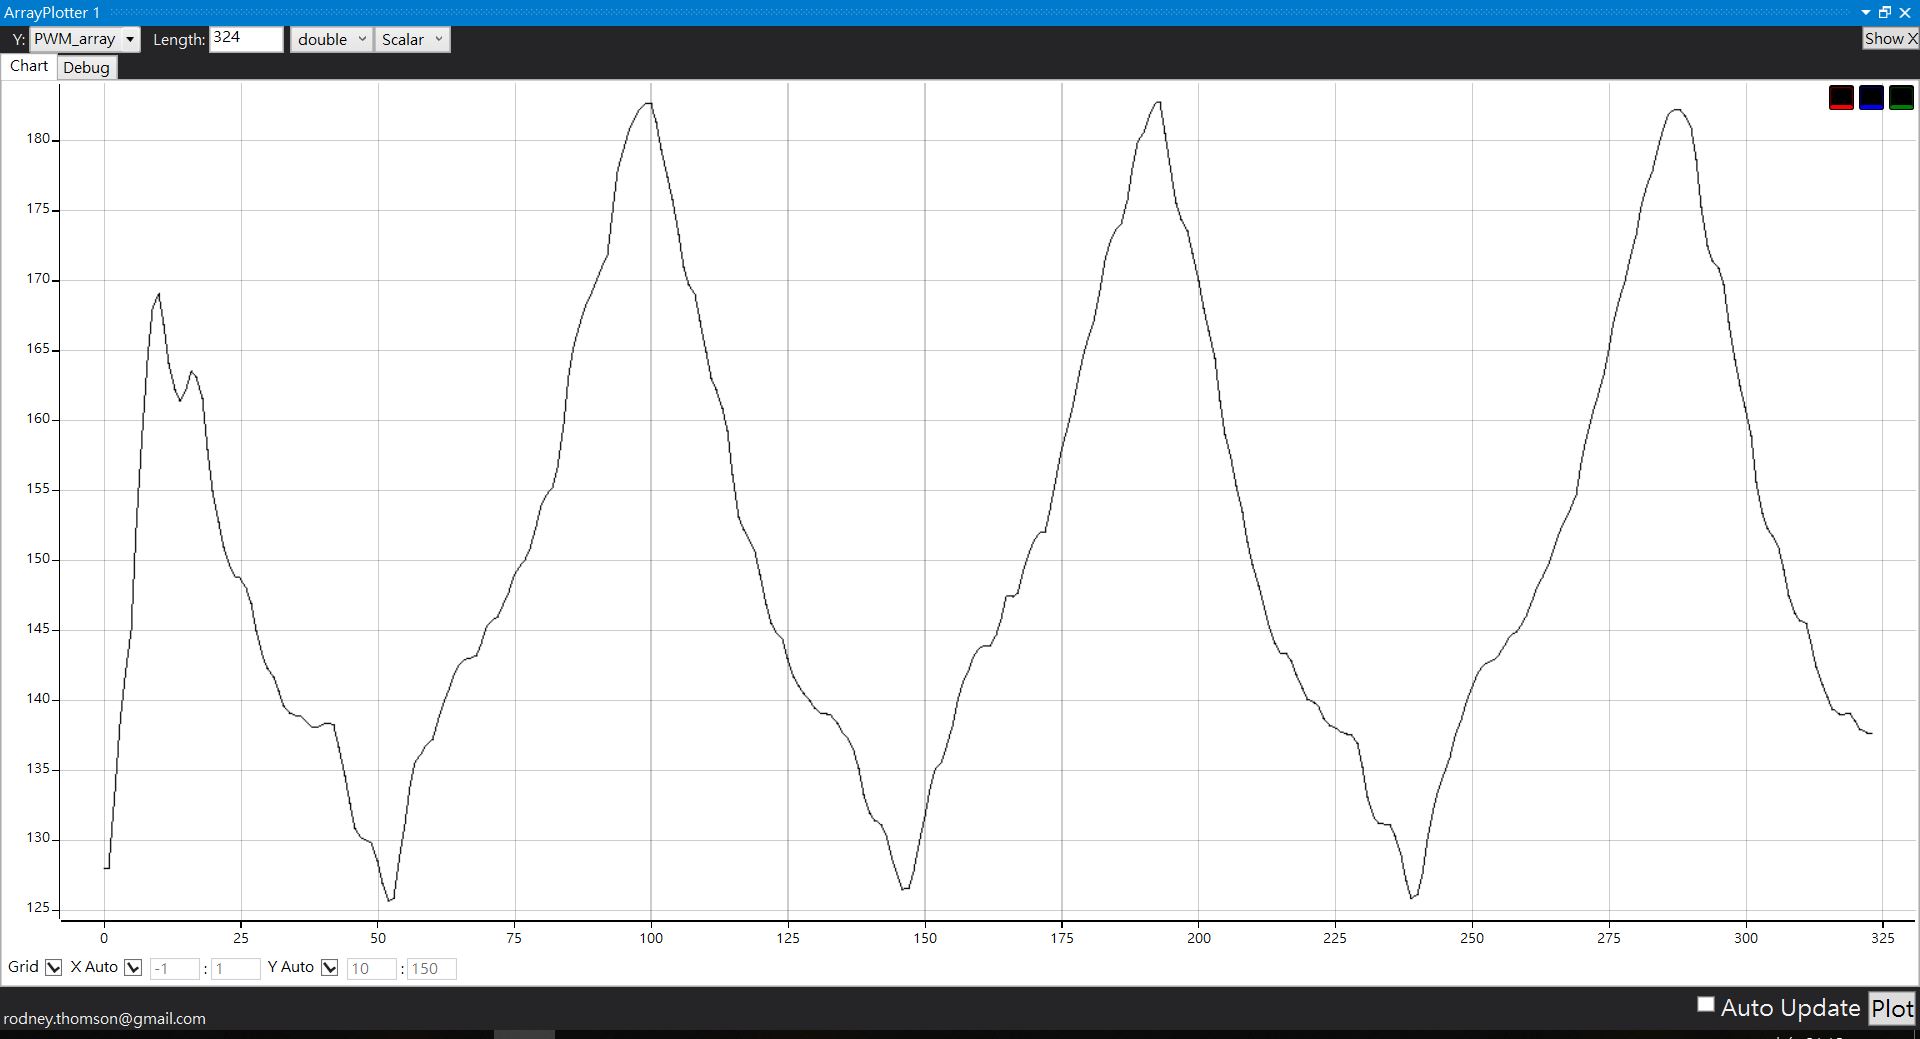 ArrayPlotter 1
Y: PWM_array Length: 324 double Scalar Show X
Chart Debug
180
175
170
165
160
155
150
145
140
135
130
125
0 25 50 75 100 125 150 175 200 225 250 275 300 325
Grid X Auto -1 : 1 Y Auto 10 : 150
Auto Update Plot
rodney.thomson@gmail.com